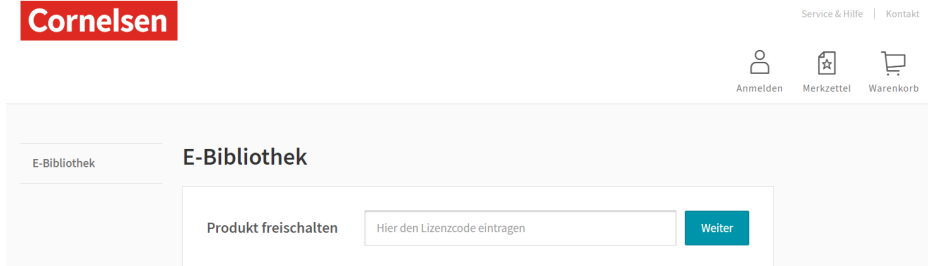 Cornelsen
Service & Hilfe | Kontakt
Anmelden Merkzettel Warenkorb
E-Bibliothek
E-Bibliothek
Produkt freischalten Hier den Lizenzcode eintragen Weiter